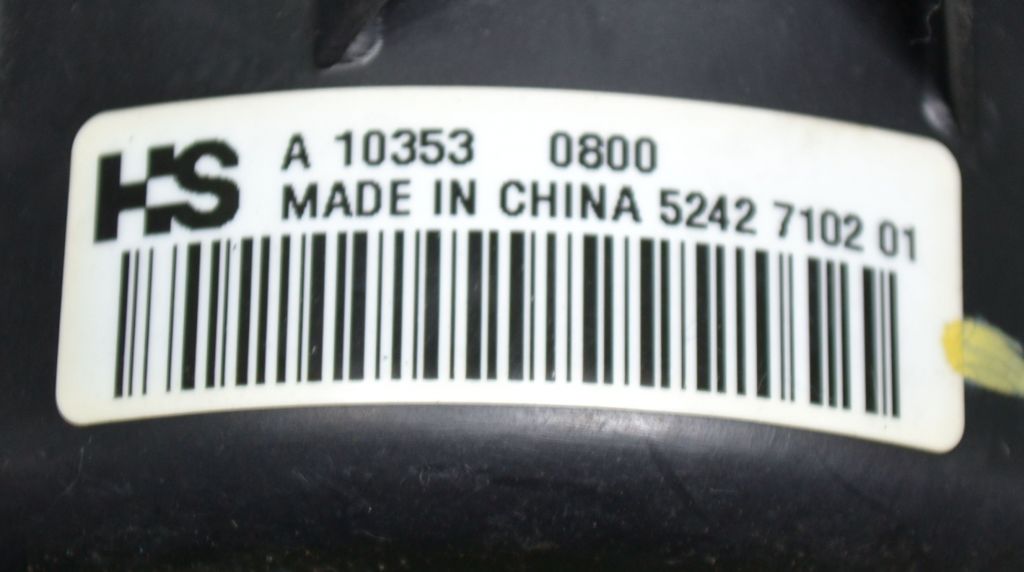 HS A 10353 0800
MADE IN CHINA 5242 7102 01